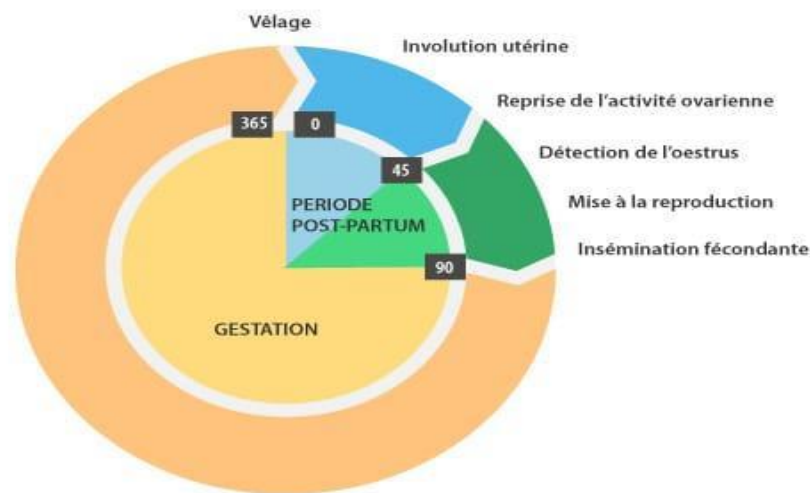 Vêlage
Involution utérine
Reprise de l'activité ovarienne
365
0
Détection de l'oestrus
45
PERIODE
POST-PARTUM
Mise à la reproduction
Insémination fécondante
90
GESTATION